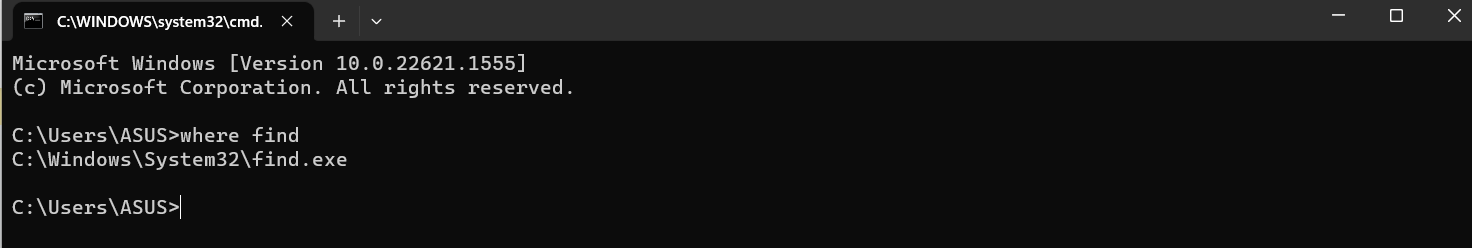 C:\WINDOWS\system32\cmd.
Microsoft Windows [Version 10.0.22621.1555]
(c) Microsoft Corporation. All rights reserved.
C:\Users\ASUS>where find
C:\Windows\System32\find.exe
C:\Users\ASUS>